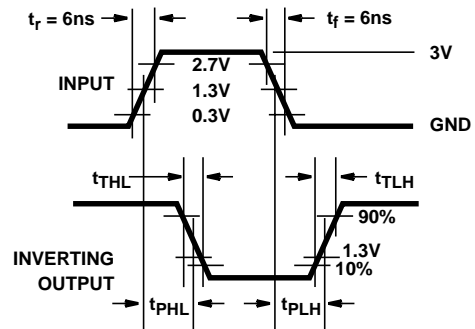 tr = 6ns
tf = 6ns
3V
2.7V
INPUT
1.3V
0.3V
GND
tTHL
tTLH
90%
1.3V
INVERTING
OUTPUT
10%
tPHL
tPLH